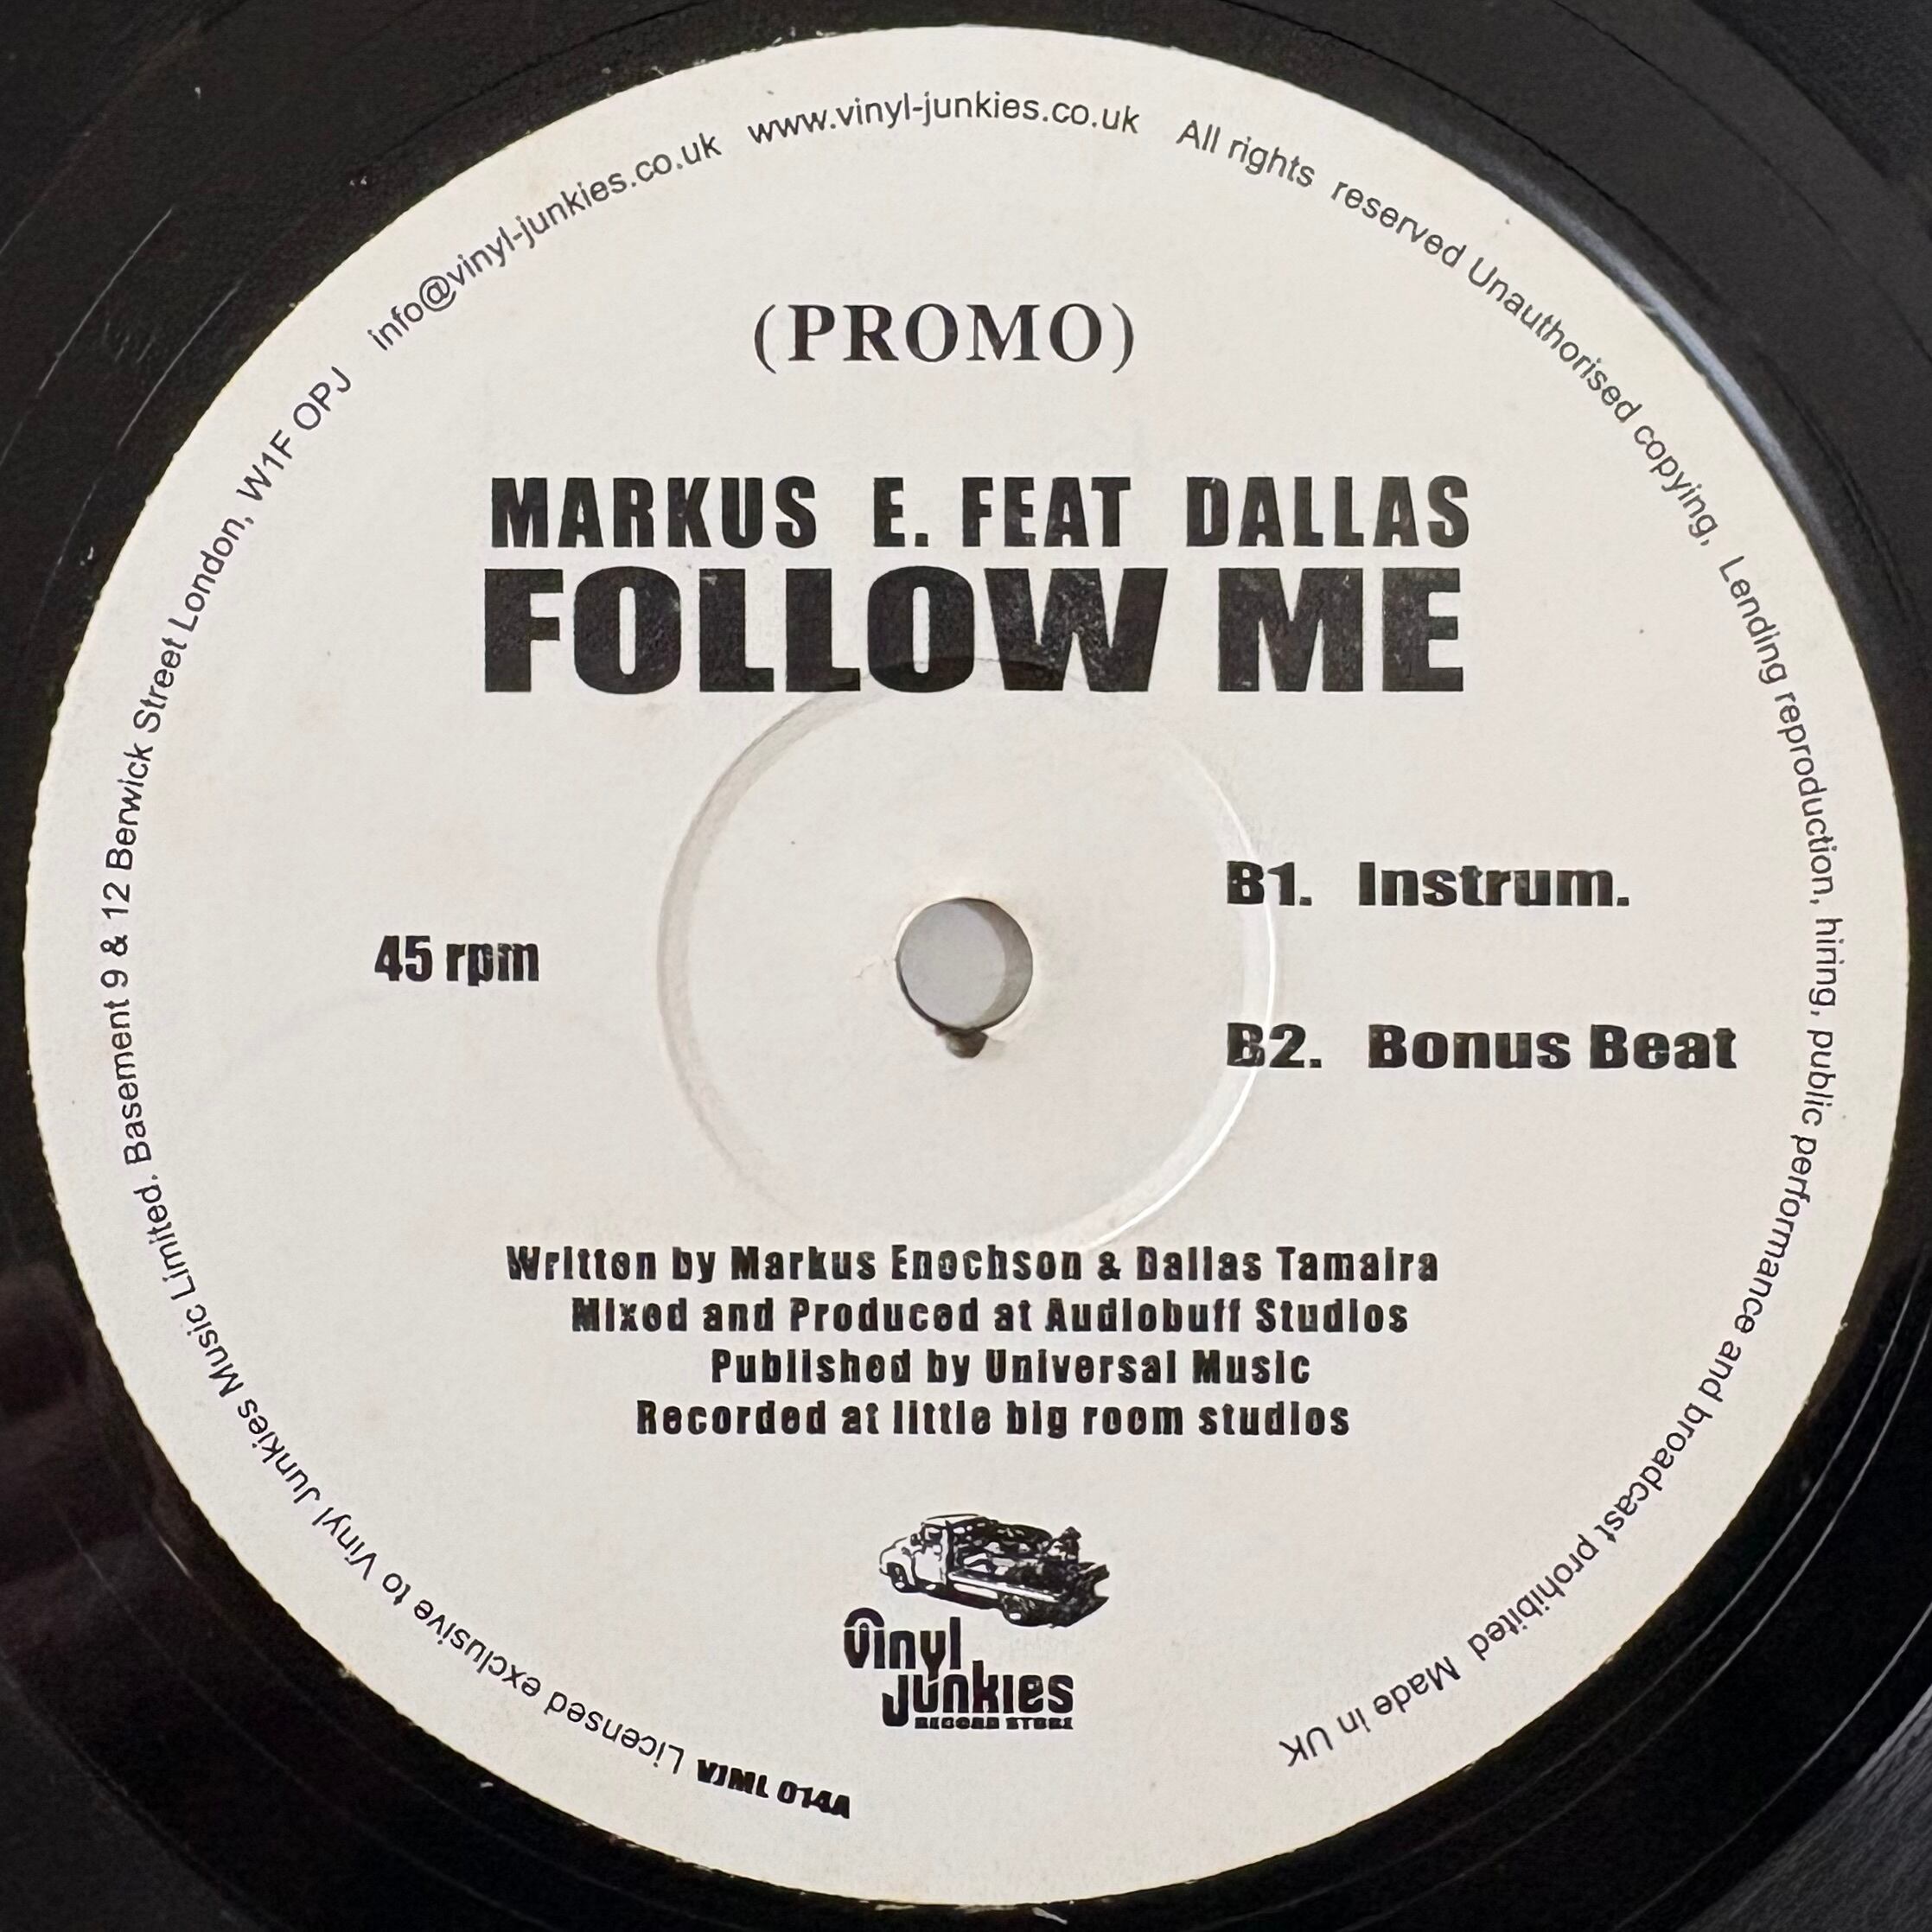 (PROMO)
MARKUS E. FEAT DALLAS
FOLLOW ME
45 rpm
B1. Instrum.
B2. Bonus Beat
Written by Markus Enochson & Dallas Tamaira
Mixed and Produced at Audiobuff Studios
Published by Universal Music
Recorded at little big room studios
Vinyl
Junkies
RECORD STORE
VJML 014A Licensed exclusive to Vinyl Junkies Music Limited. Basement 9 & 12 Berwick Street London, W1F OPJ info@vinyl-junkies.co.uk www.vinyl-junkies.co.uk All rights reserved Unauthorised copying, Lending reproduction, hiring, public performance and broadcast prohibited Made in UK